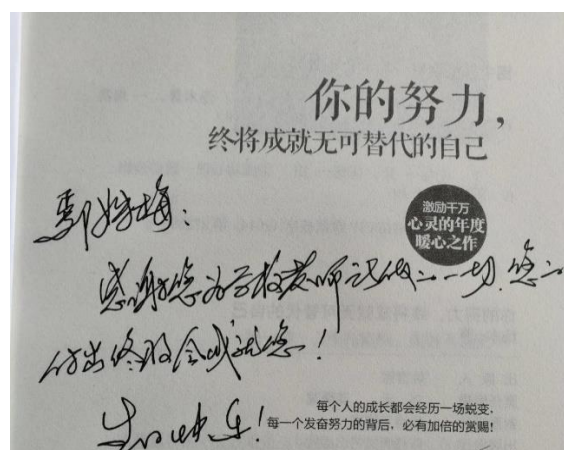 你的努力，
终将成就无可替代的自己
激励千万
心灵的年度
暖心之作
感谢您为学校老师所做的一切.您的
付出终将会成就您！
生日快乐！
每个人的成长都会经历一场蜕变，
每一个发奋努力的背后，必有加倍的赏赐！